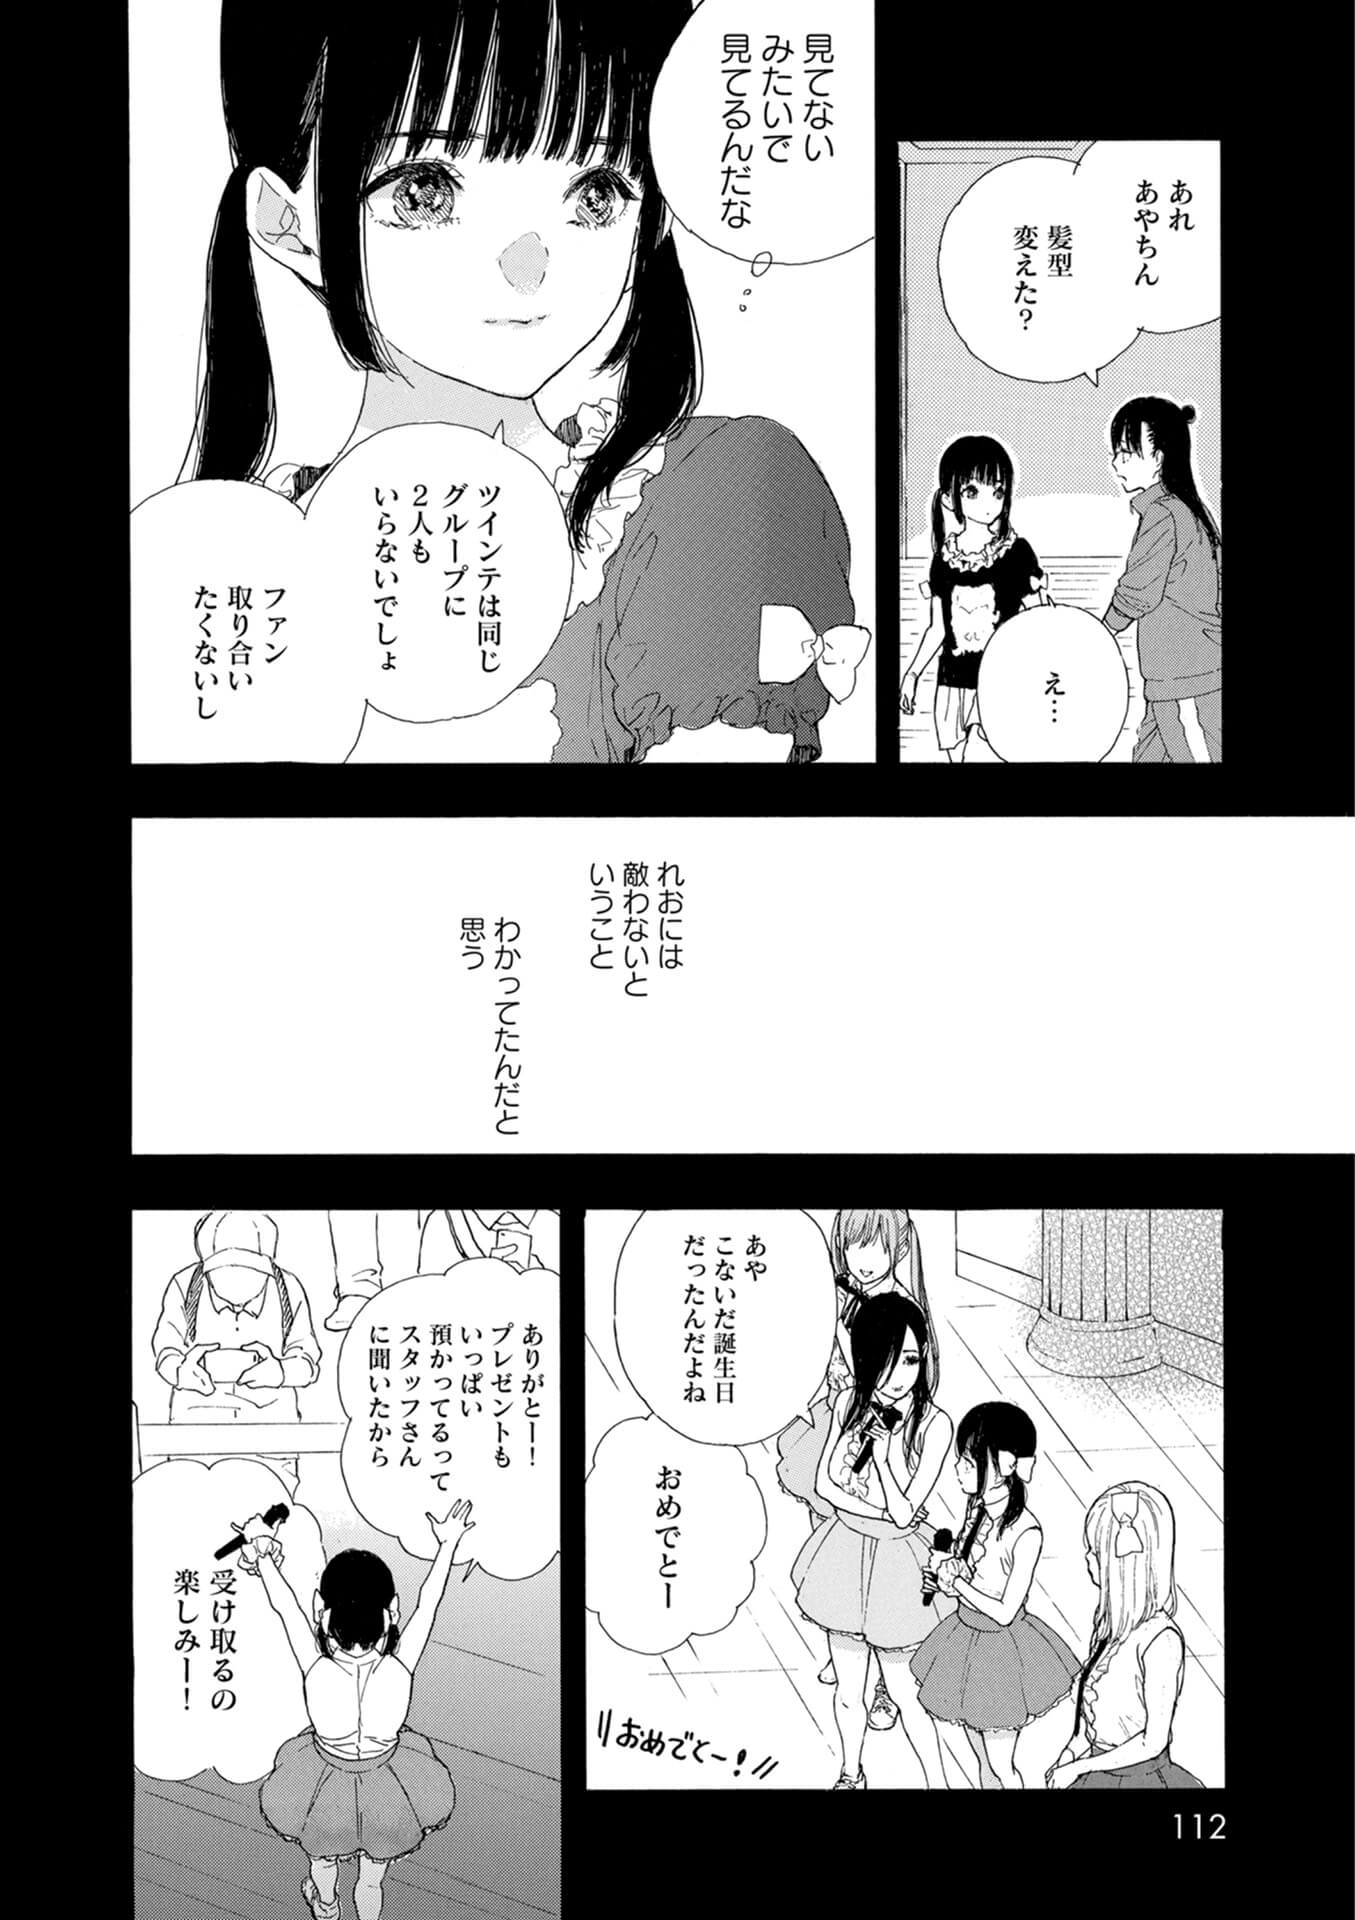 あれ
あやちん
髪型
変えた？
え…
見てない
みたいで
見てるんだな
ツインテは同じ
グループに
2人も
いらないでしょ
ファン
取り合い
たくないし
れおには
敵わないと
いうこと
わかってたんだと
思う
あや
こないだ誕生日
だったんだよね
おめでとー
おめでとー！
ありがとー！
プレゼントも
いっぱい
預かってるって
スタッフさん
に聞いたから
受け取るの
楽しみー！
112